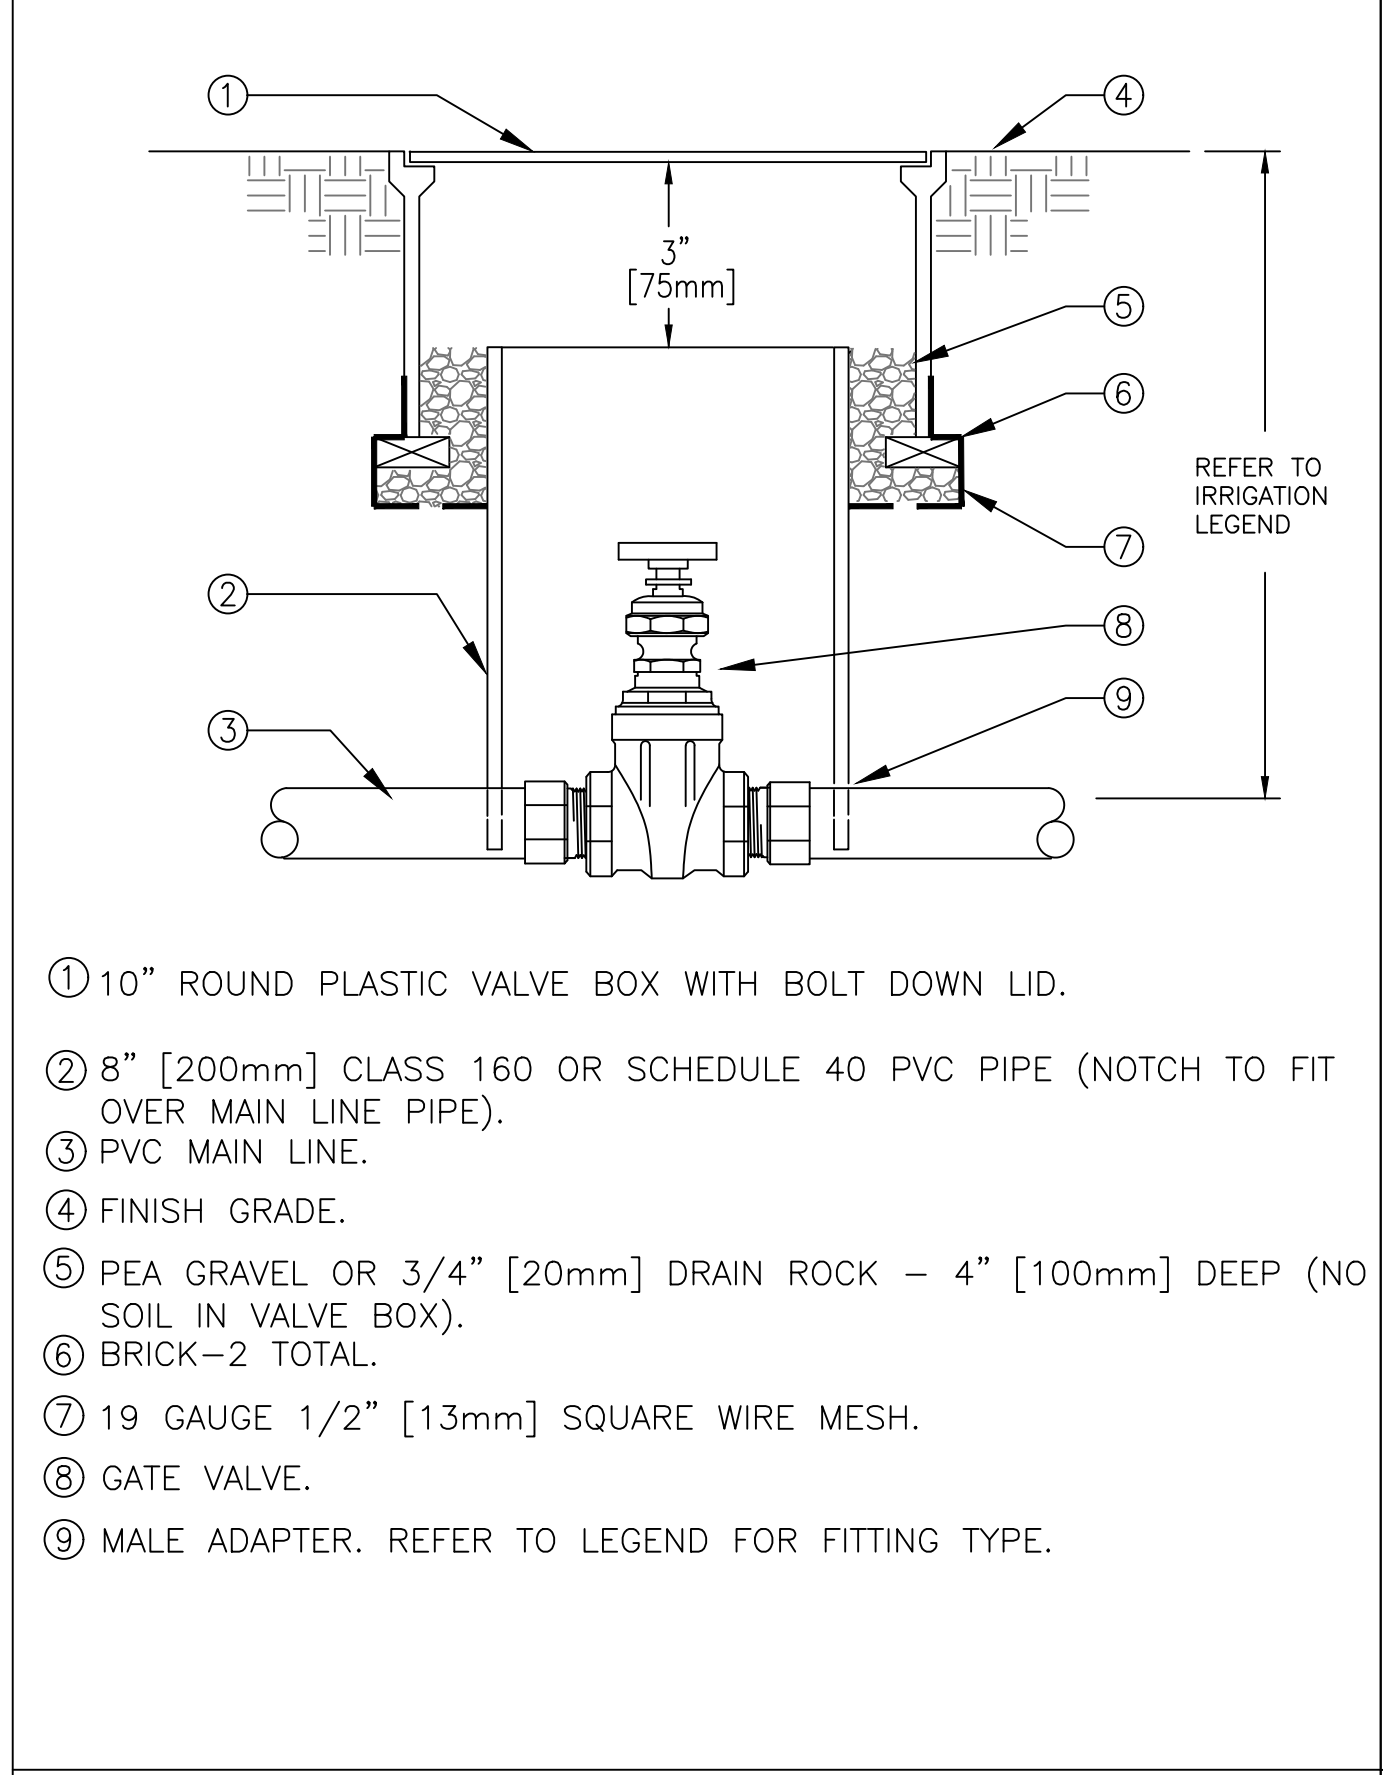 1
4
3"
[75mm]
5
6
REFER TO
IRRIGATION
LEGEND
7
2
8
9
3
1 10" ROUND PLASTIC VALVE BOX WITH BOLT DOWN LID.
2 8" [200mm] CLASS 160 OR SCHEDULE 40 PVC PIPE (NOTCH TO FIT
OVER MAIN LINE PIPE).
3 PVC MAIN LINE.
4 FINISH GRADE.
5 PEA GRAVEL OR 3/4" [20mm] DRAIN ROCK – 4" [100mm] DEEP (NO
SOIL IN VALVE BOX).
6 BRICK–2 TOTAL.
7 19 GAUGE 1/2" [13mm] SQUARE WIRE MESH.
8 GATE VALVE.
9 MALE ADAPTER. REFER TO LEGEND FOR FITTING TYPE.